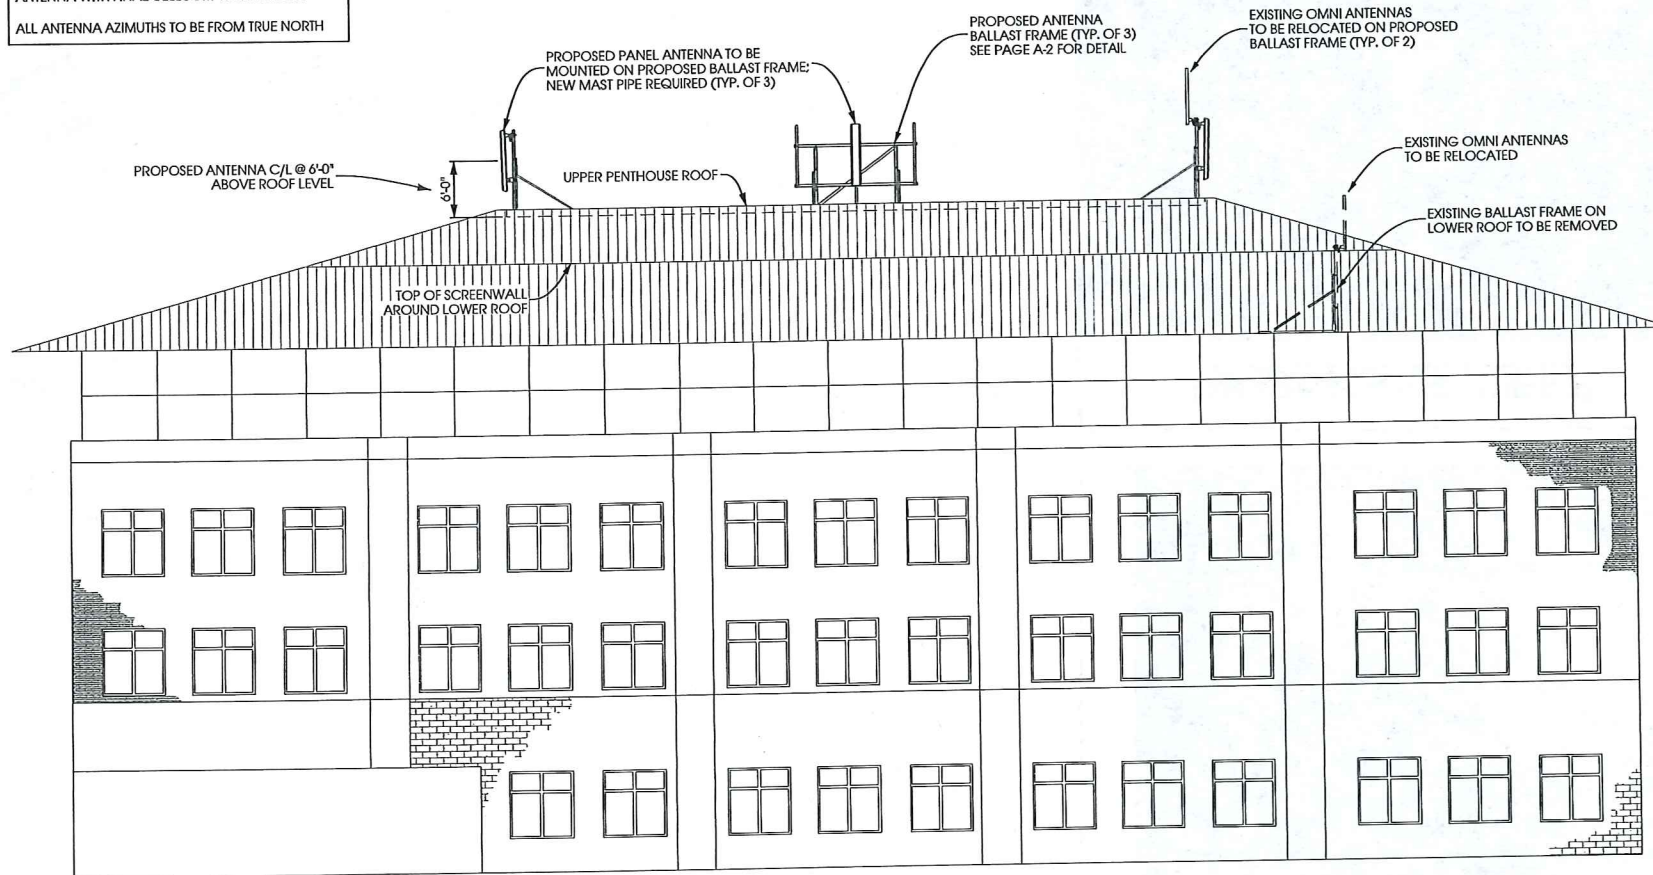 ALL ANTENNA AZIMUTHS TO BE FROM TRUE NORTH
PROPOSED PANEL ANTENNA TO BE
MOUNTED ON PROPOSED BALLAST FRAME;
NEW MAST PIPE REQUIRED (TYP. OF 3)
PROPOSED ANTENNA
BALLAST FRAME (TYP. OF 3)
SEE PAGE A-2 FOR DETAIL
EXISTING OMNI ANTENNAS
TO BE RELOCATED ON PROPOSED
BALLAST FRAME (TYP. OF 2)
PROPOSED ANTENNA C/L @ 6'-0"
ABOVE ROOF LEVEL
6'-0"
UPPER PENTHOUSE ROOF
EXISTING OMNI ANTENNAS
TO BE RELOCATED
EXISTING BALLAST FRAME ON
LOWER ROOF TO BE REMOVED
TOP OF SCREENWALL
AROUND LOWER ROOF